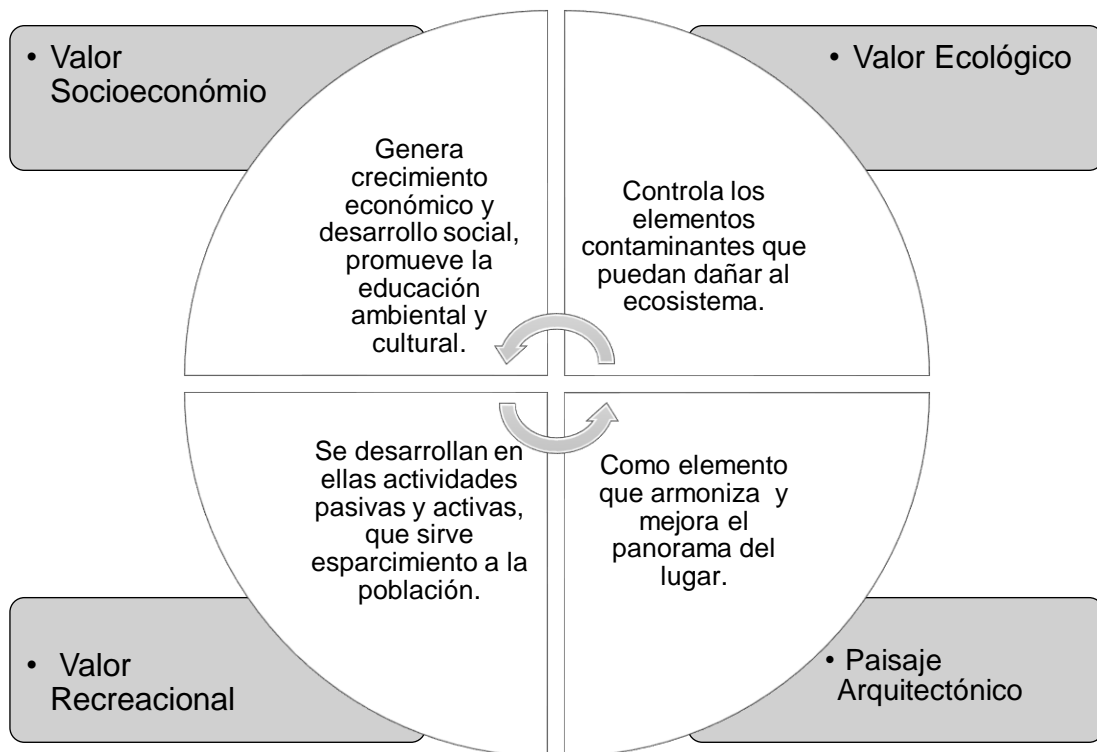 • Valor
Socioeconómio
Genera
crecimiento
económico y
desarrollo social,
promueve la
educación
ambiental y
cultural.
• Valor Ecológico
Controla los
elementos
contaminantes que
puedan dañar al
ecosistema.
Se desarrollan en
ellas actividades
pasivas y activas,
que sirve
esparcimiento a la
población.
• Valor
Recreacional
Como elemento
que armoniza y
mejora el
panorama del
lugar.
• Paisaje
Arquitectónico